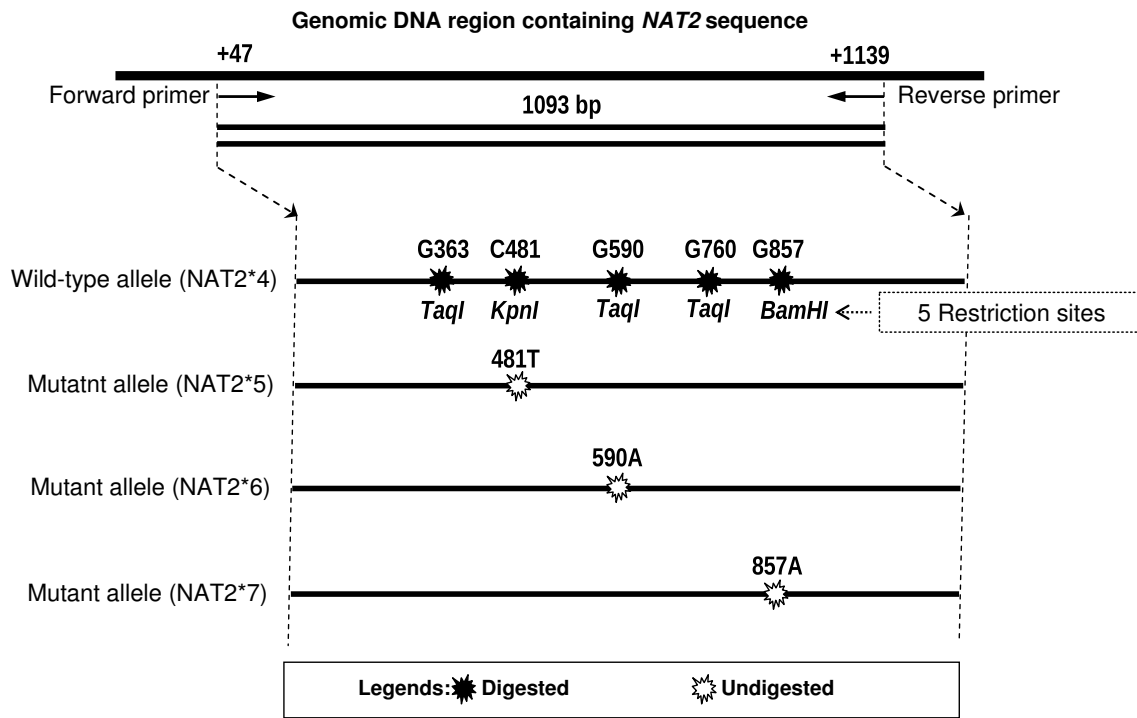 Genomic DNA region containing NAT2 sequence
+47
+1139
Forward primer
Reverse primer
1093 bp
G363 C481 G590 G760 G857
Wild-type allele (NAT2*4)
TaqI KpnI TaqI TaqI BamHI
5 Restriction sites
481T
Mutatnt allele (NAT2*5)
590A
Mutant allele (NAT2*6)
857A
Mutant allele (NAT2*7)
Legends: Digested Undigested